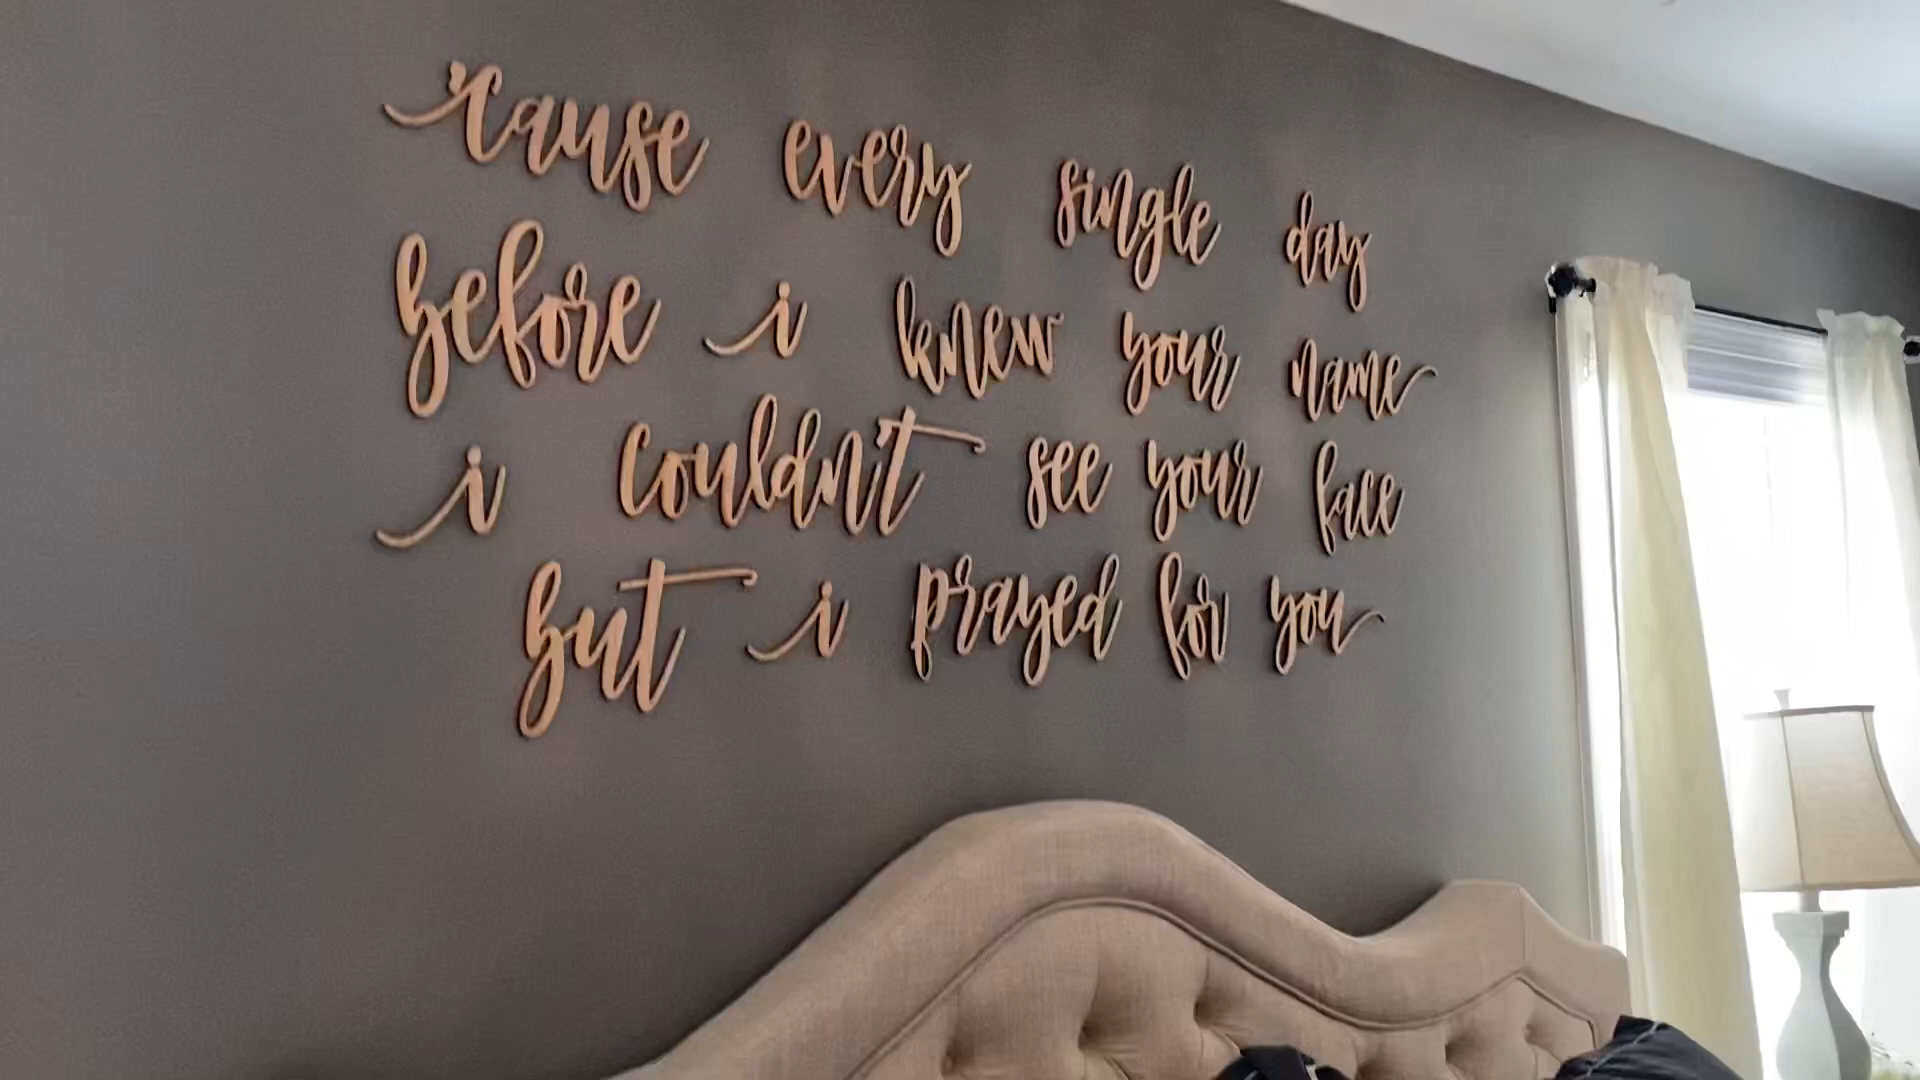 'cause every single day
before i knew your name
i couldn't see your face
but i prayed for you